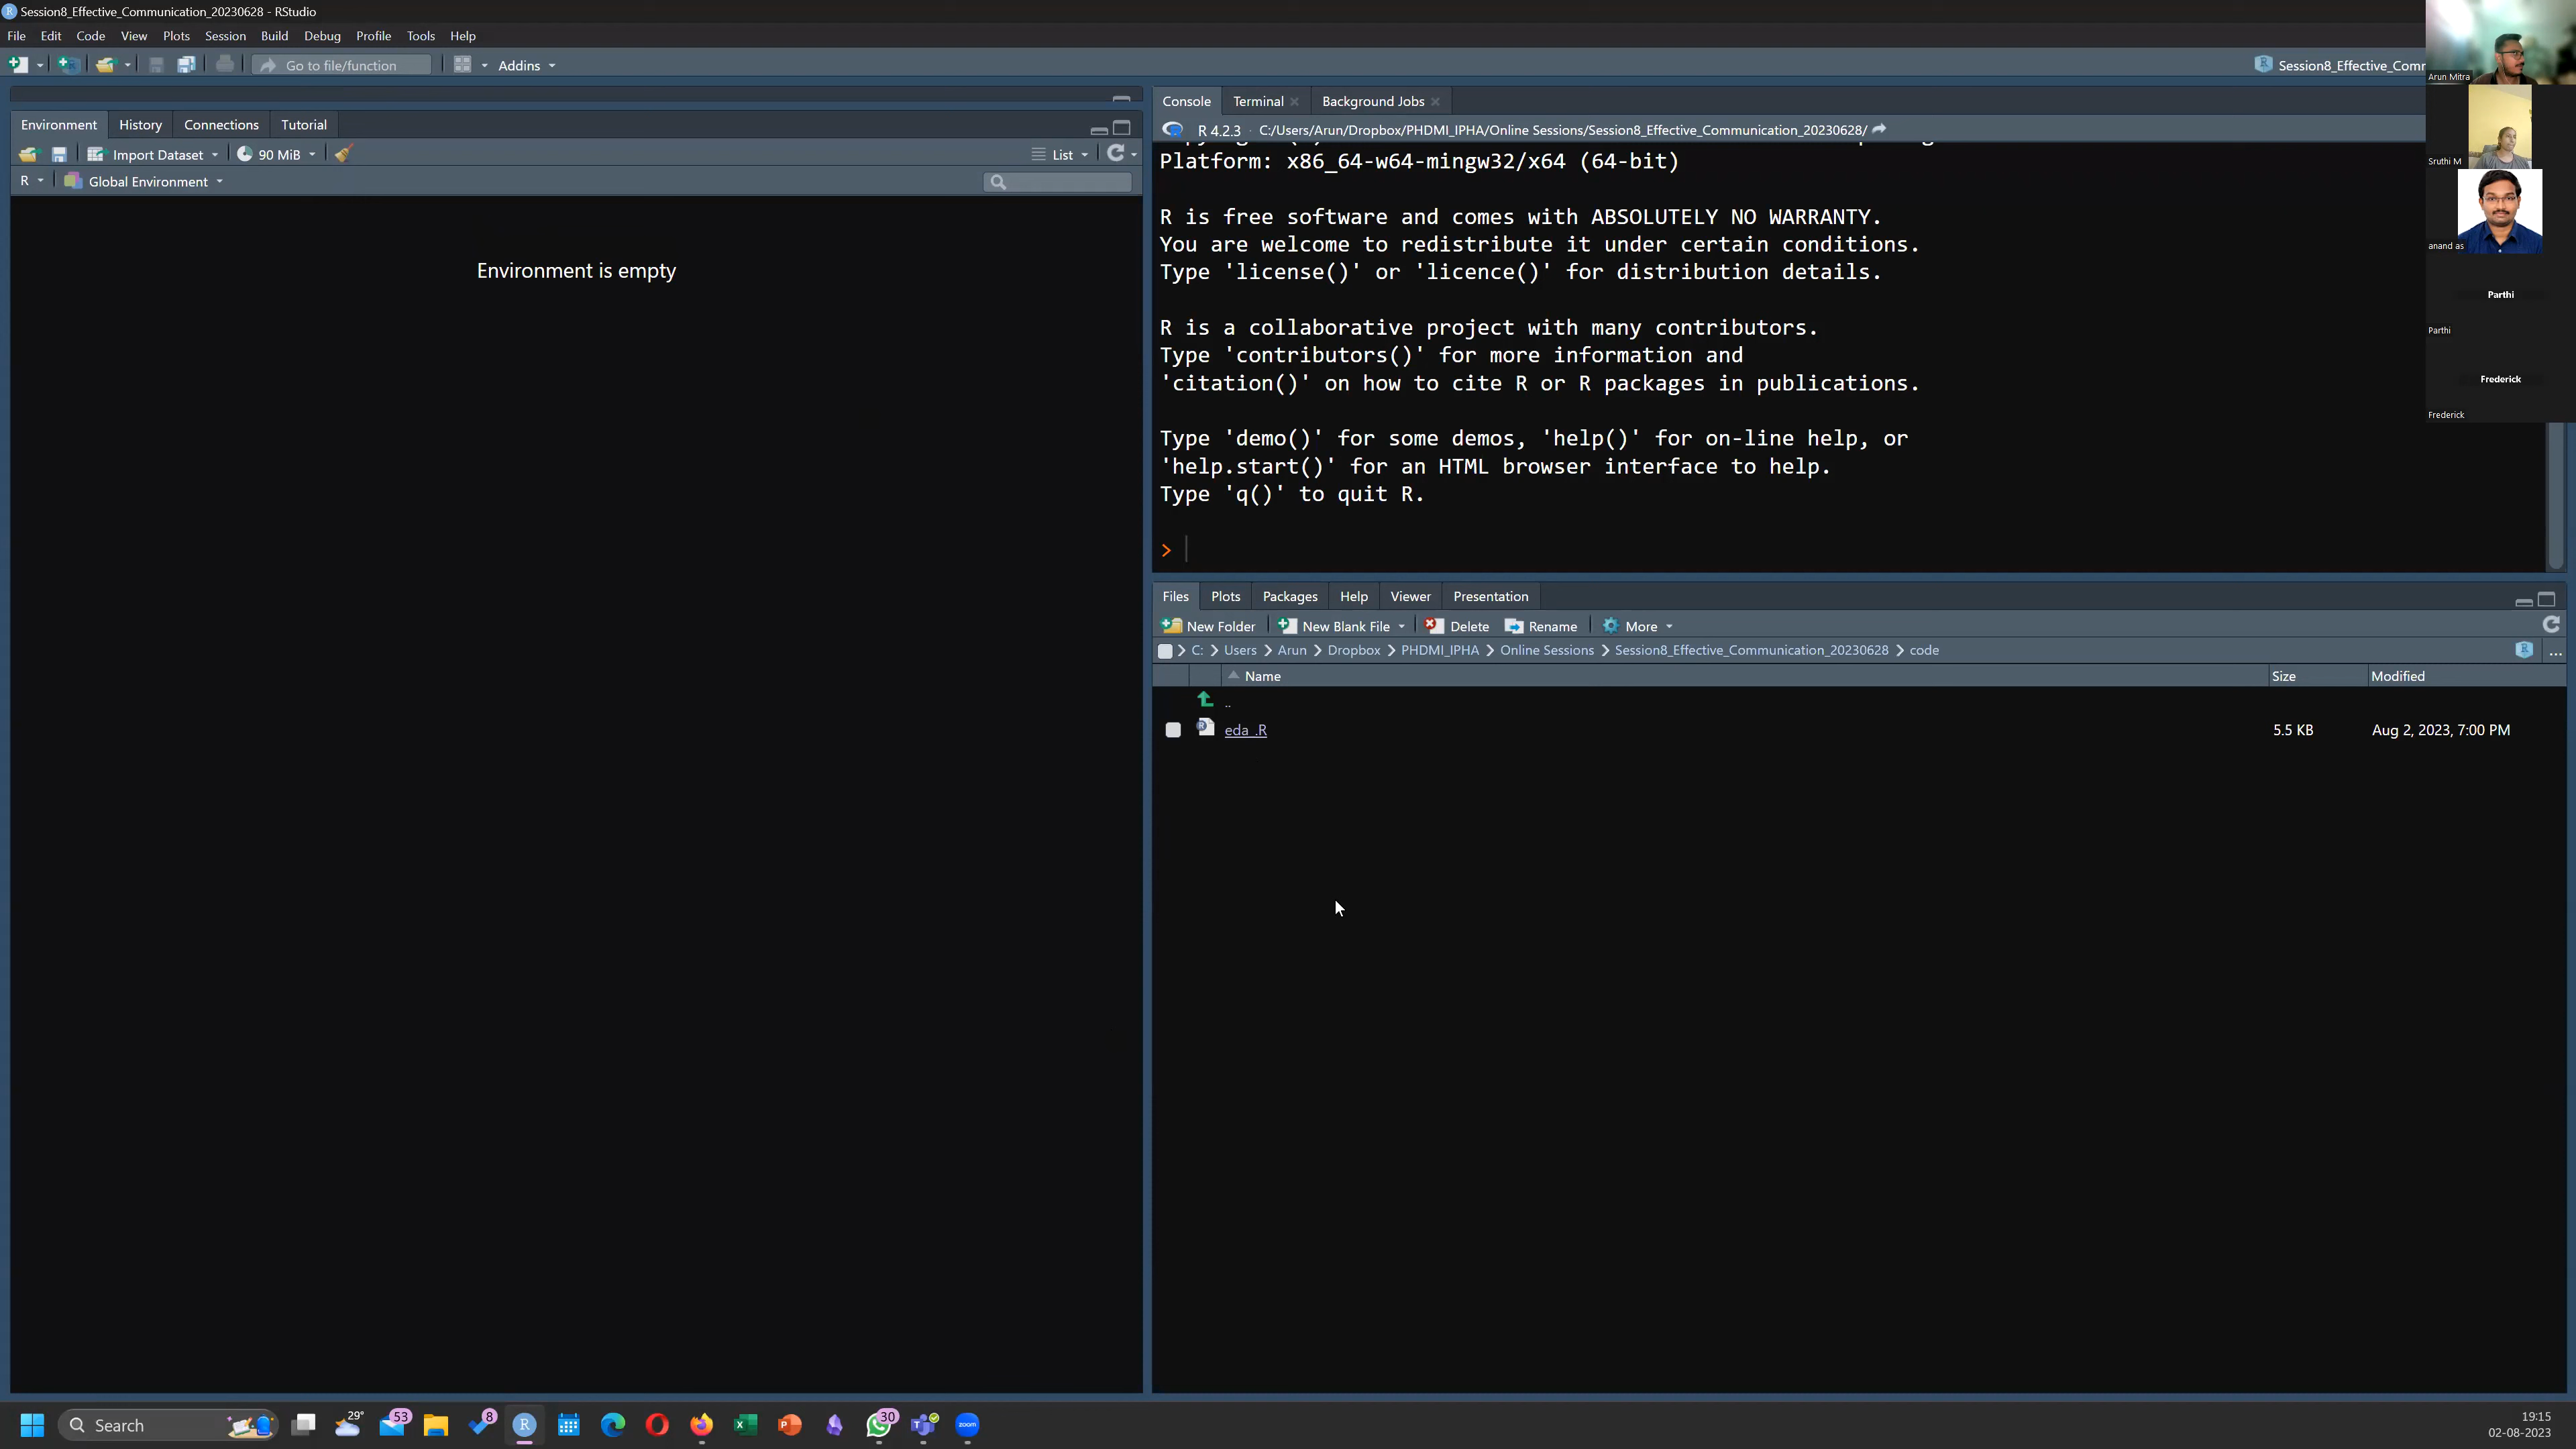 Session8_Effective_Communication_20230628 - RStudio
File Edit Code View Plots Session Build Debug Profile Tools Help
Go to file/function Addins Session8_Effective_Com
Environment History Connections Tutorial
Import Dataset 90 MiB List
R Global Environment
Environment is empty
Console Terminal Background Jobs
R 4.2.3 · C:/Users/Arun/Dropbox/PHDMI_IPHA/Online Sessions/Session8_Effective_Communication_20230628/
Platform: x86_64-w64-mingw32/x64 (64-bit)
R is free software and comes with ABSOLUTELY NO WARRANTY.
You are welcome to redistribute it under certain conditions.
Type 'license()' or 'licence()' for distribution details.
R is a collaborative project with many contributors.
Type 'contributors()' for more information and
'citation()' on how to cite R or R packages in publications.
Type 'demo()' for some demos, 'help()' for on-line help, or
'help.start()' for an HTML browser interface to help.
Type 'q()' to quit R.
>
Arun Mitra
Sruthi M
anand as
Parthi
Parthi
Frederick
Frederick
Files Plots Packages Help Viewer Presentation
New Folder New Blank File Delete Rename More
C: Users Arun Dropbox PHDMI_IPHA Online Sessions Session8_Effective_Communication_20230628 code
Name Size Modified
..
eda_.R 5.5 KB Aug 2, 2023, 7:00 PM
Search 29° 53 8 30 zoom
19:15
02-08-2023